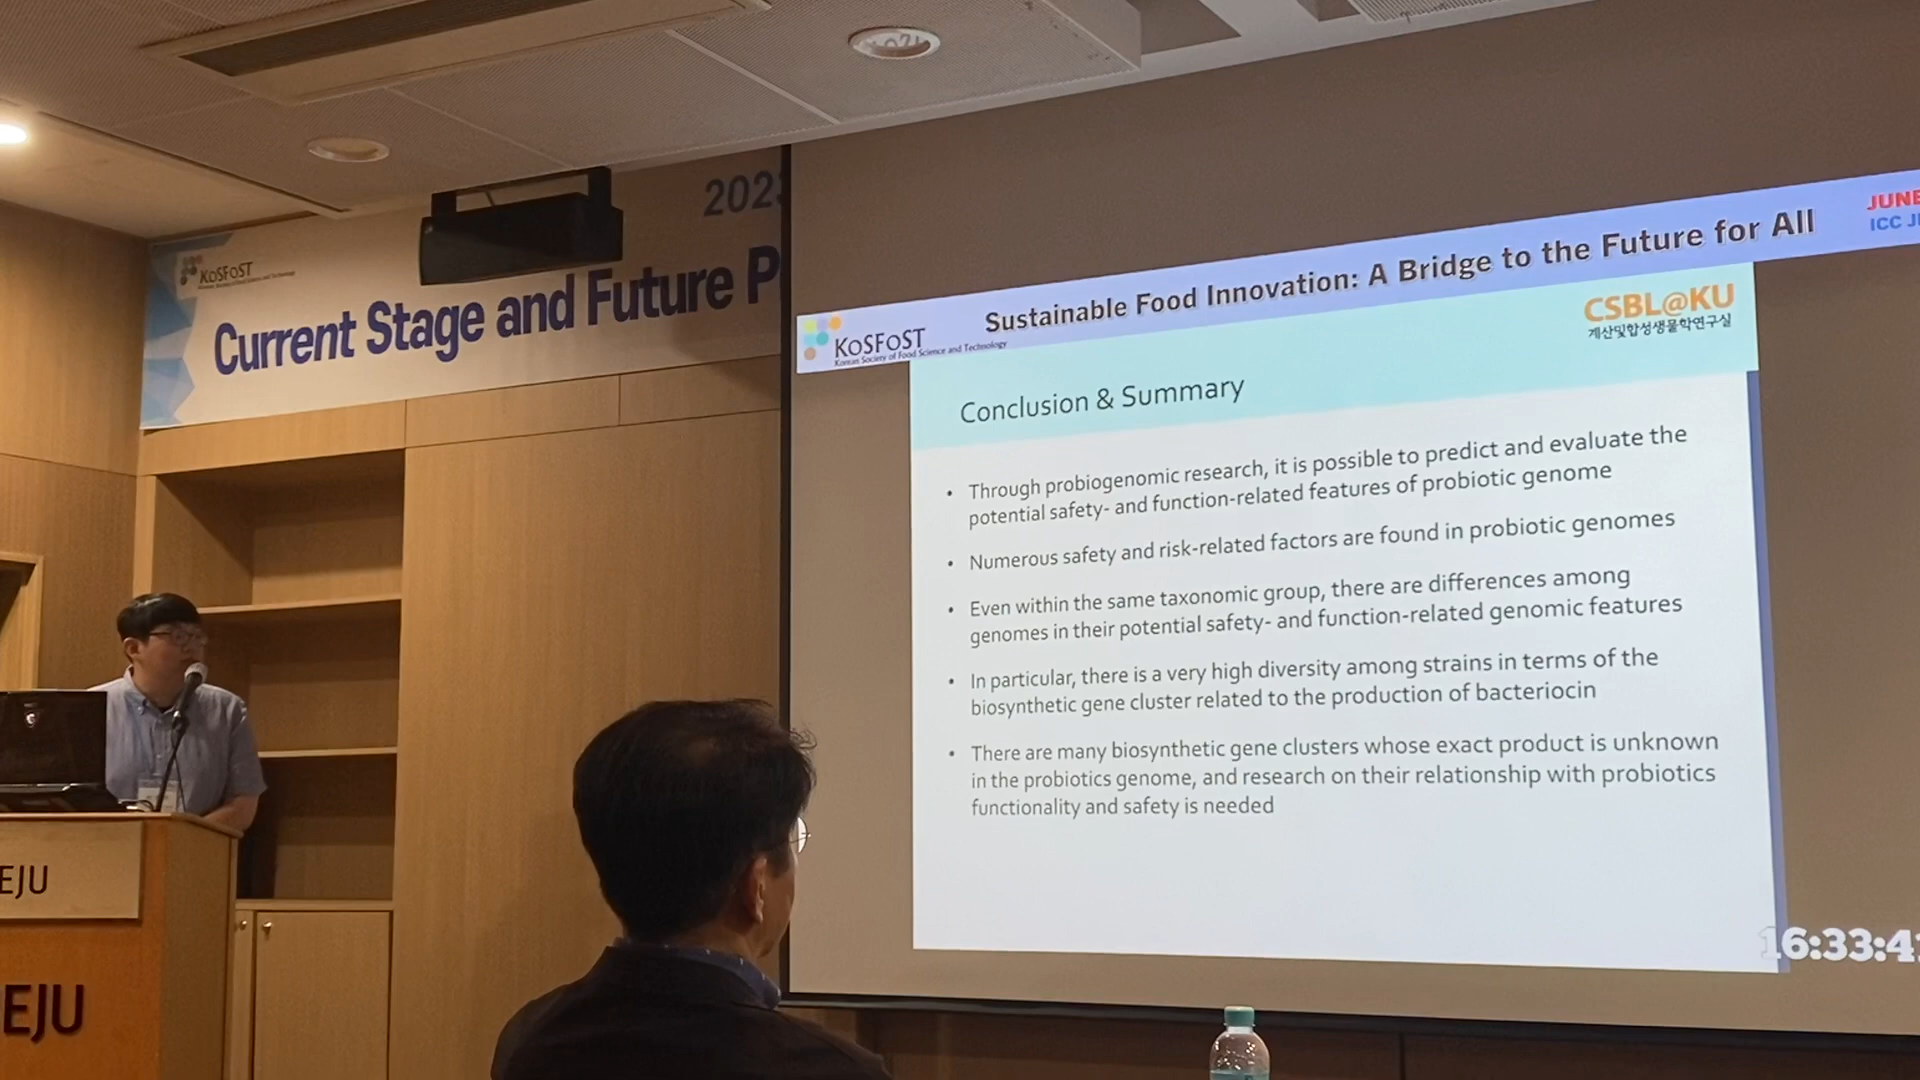 KoSFoST
Current Stage and Future P
202
JUNE
ICC
Sustainable Food Innovation: A Bridge to the Future for All
KoSFoST
Korean Society of Food Science and Technology
CSBL@KU
계산및합성생물학연구실
Conclusion & Summary
• Through probiogenomic research, it is possible to predict and evaluate the
potential safety- and function-related features of probiotic genome
• Numerous safety and risk-related factors are found in probiotic genomes
• Even within the same taxonomic group, there are differences among
genomes in their potential safety- and function-related genomic features
• In particular, there is a very high diversity among strains in terms of the
biosynthetic gene cluster related to the production of bacteriocin
• There are many biosynthetic gene clusters whose exact product is unknown
in the probiotics genome, and research on their relationship with probiotics
functionality and safety is needed
16:33:4
EJU
EJU